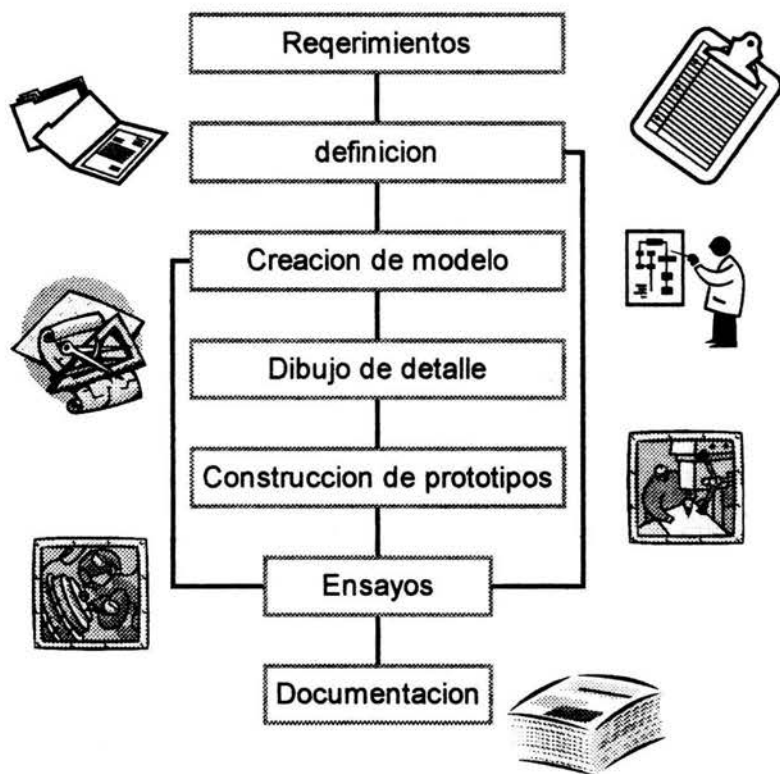 Reqerimientos
definicion
Creacion de modelo
Dibujo de detalle
Construccion de prototipos
Ensayos
Documentacion